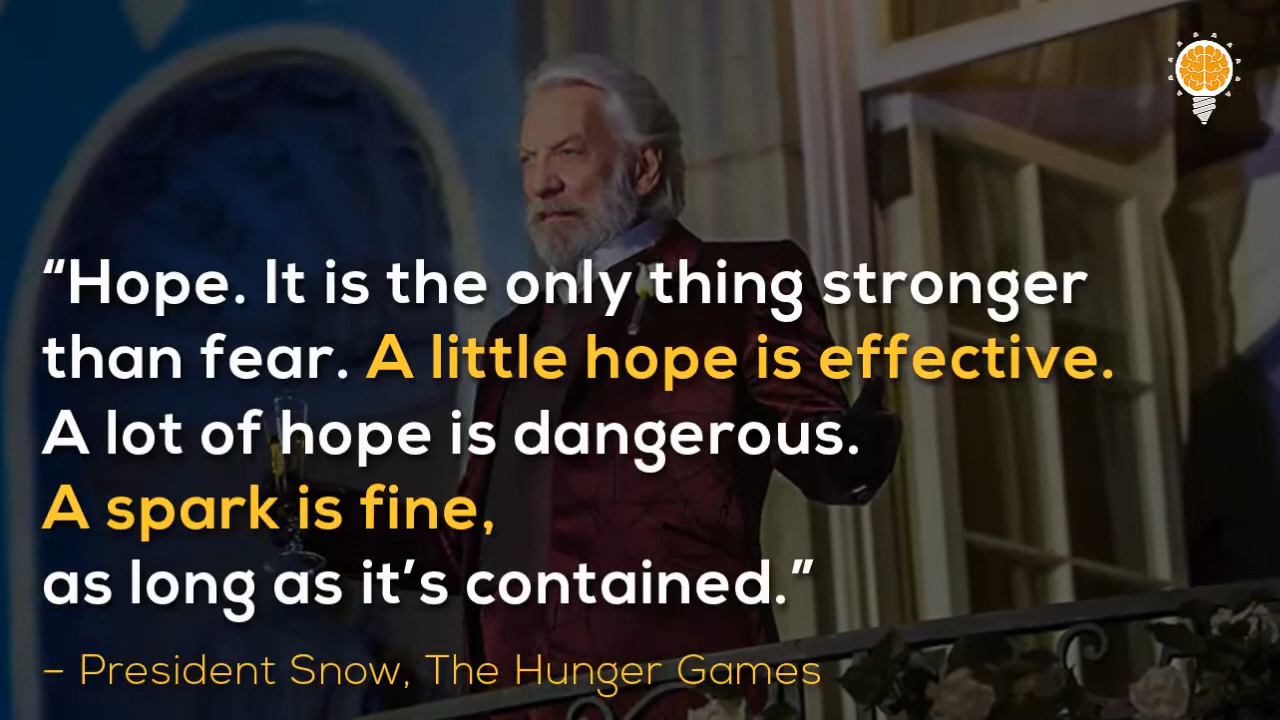 “Hope. It is the only thing stronger
than fear. A little hope is effective.
A lot of hope is dangerous.
A spark is fine,
as long as it’s contained.”
– President Snow, The Hunger Games